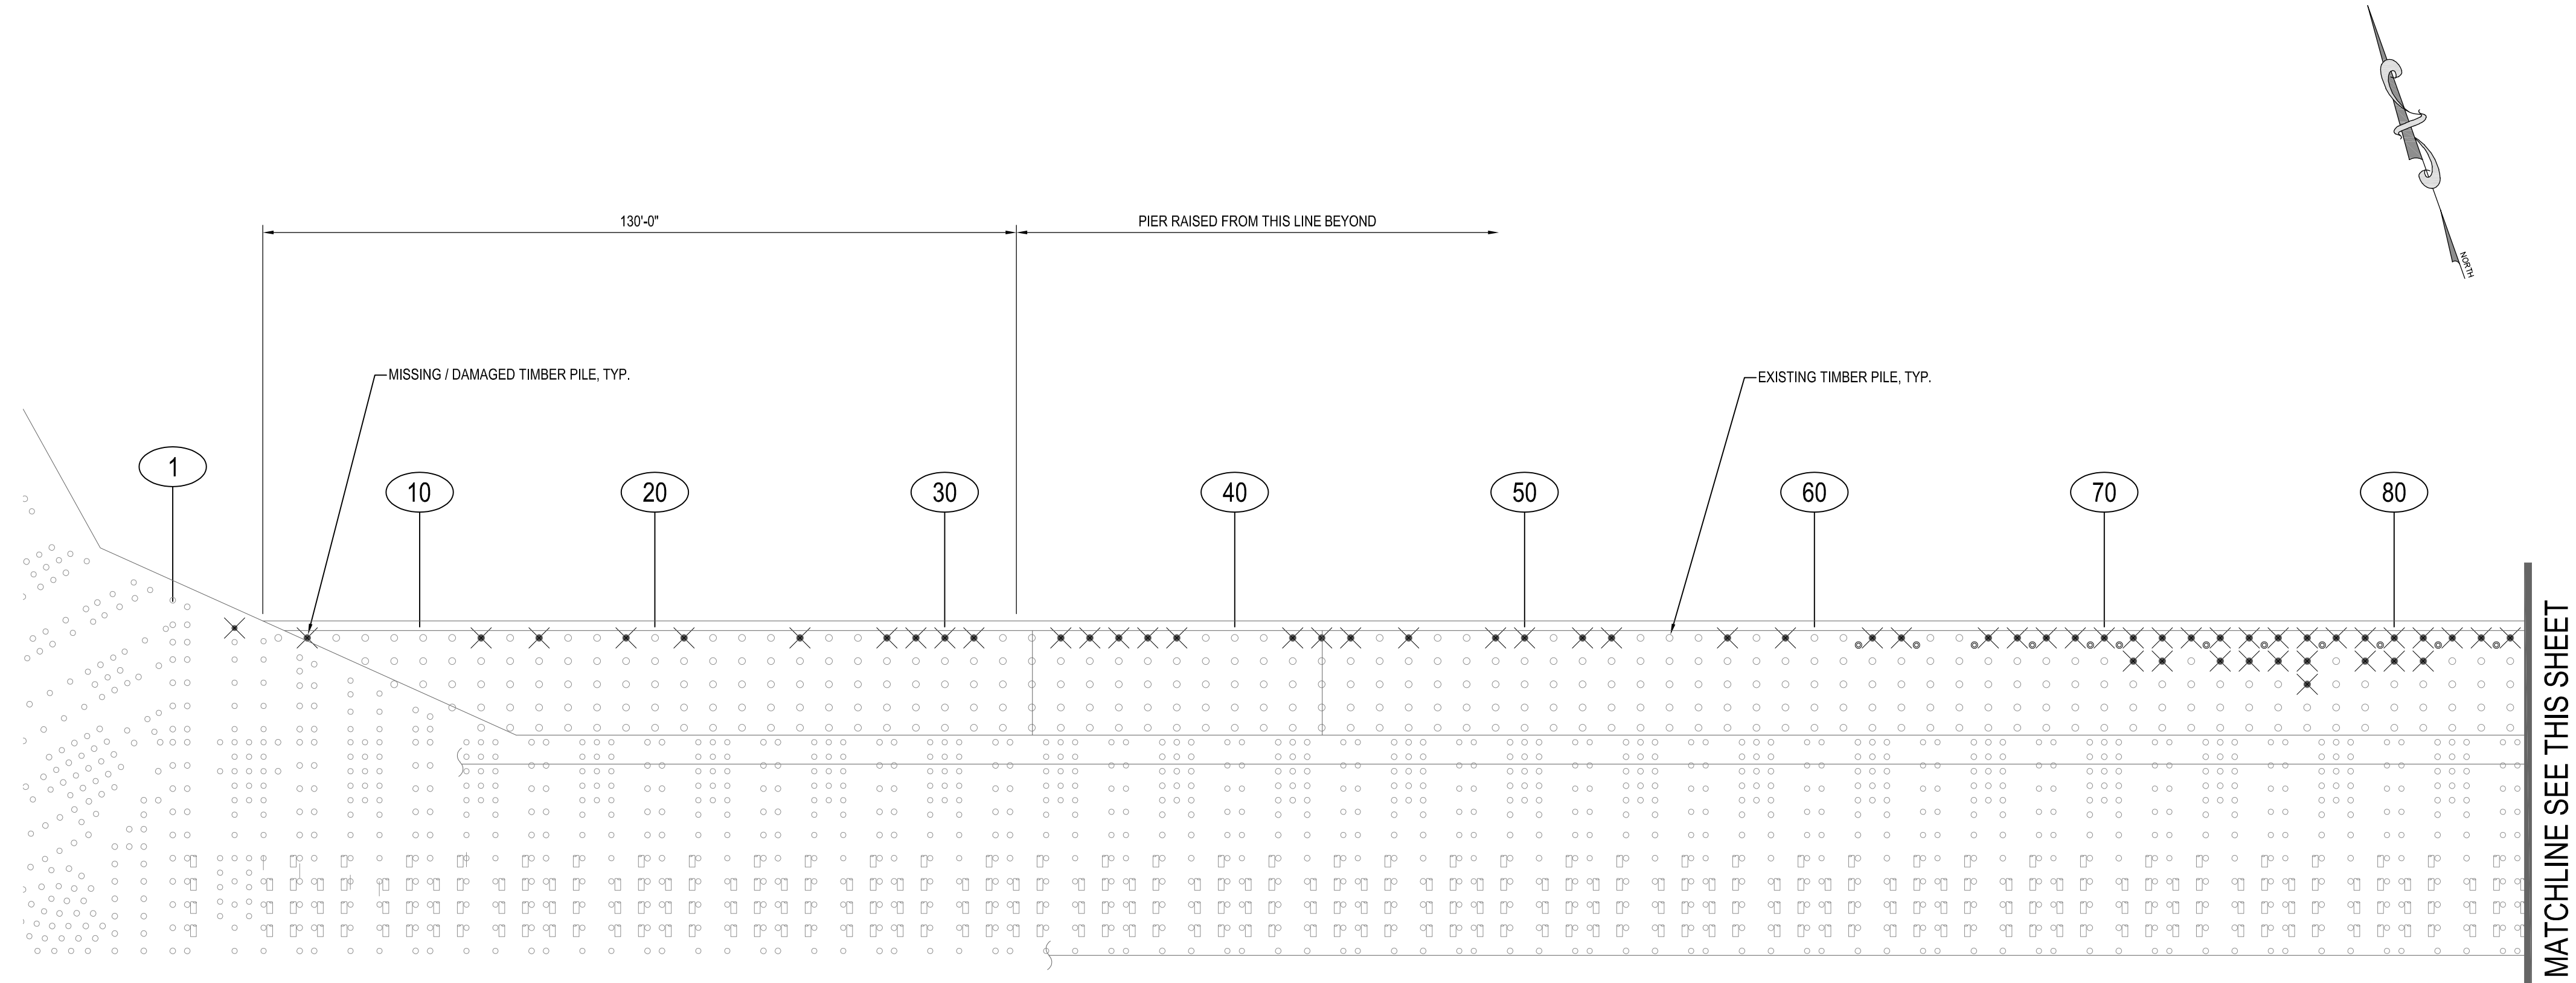 NORTH
130'-0"
PIER RAISED FROM THIS LINE BEYOND
MISSING / DAMAGED TIMBER PILE, TYP.
EXISTING TIMBER PILE, TYP.
1
10
20
30
40
50
60
70
80
MATCHLINE SEE THIS SHEET